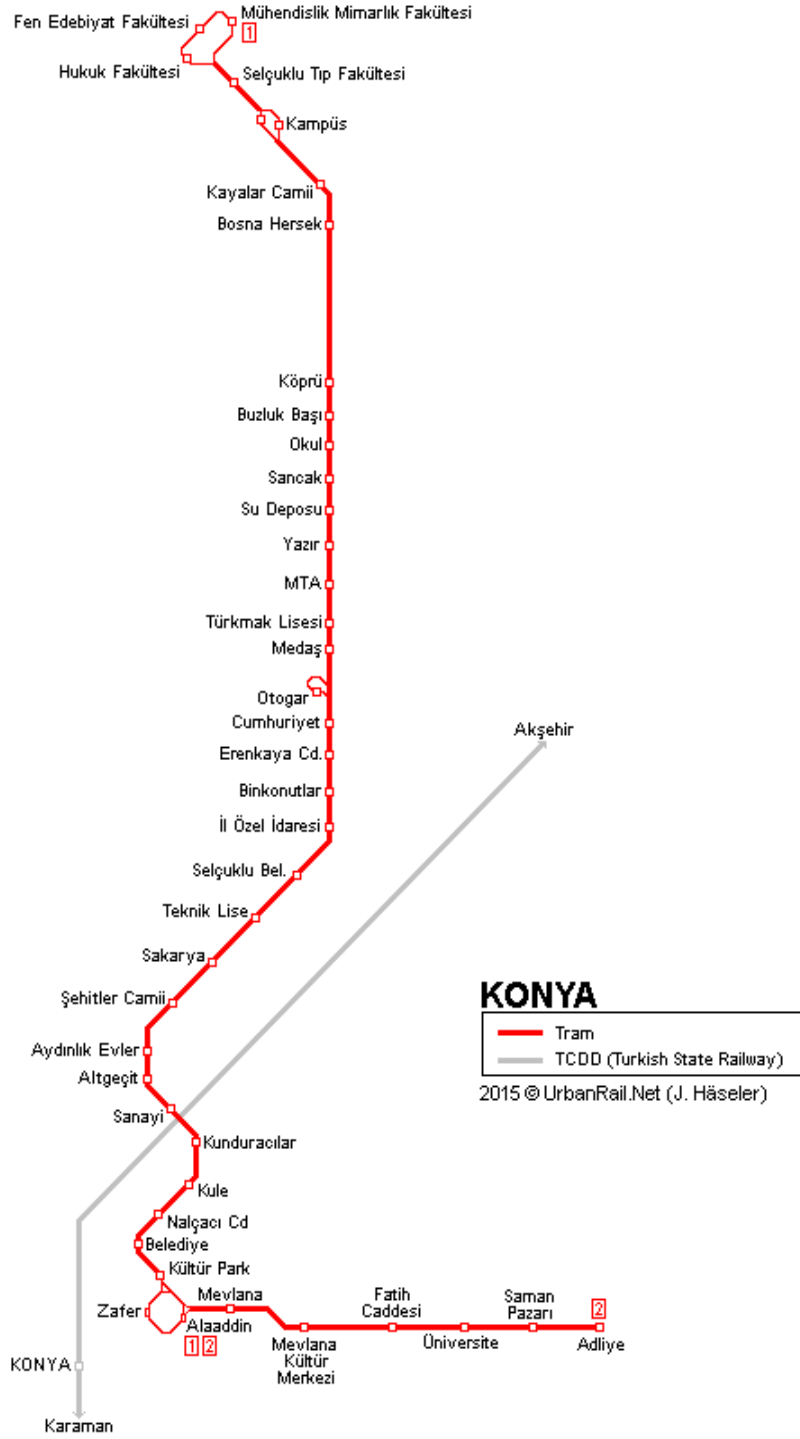 Mühendislik Mimarlık Fakültesi
Fen Edebiyat Fakültesi
1
Hukuk Fakültesi
Selçuklu Tıp Fakültesi
Kampüs
Kayalar Camii
Bosna Hersek
Köprü
Buzluk Başı
Okul
Sancak
Su Deposu
Yazır
MTA
Türkmak Lisesi
Medaş
Otogar
Cumhuriyet
Akşehir
Erenkaya Cd.
Binkonutlar
İl Özel İdaresi
Selçuklu Bel.
Teknik Lise
Sakarya
Şehitler Camii
KONYA
Tram
TCDD (Turkish State Railway)
2015 © UrbanRail.Net (J. Häseler)
Aydınlık Evler
Altgeçit
Sanayi
Kunduracılar
Kule
Nalçacı Cd
Belediye
Kültür Park
Zafer
Alaaddin
1 2
Mevlana
Mevlana
Kültür
Merkezi
Fatih
Caddesi
Üniversite
Saman
Pazarı
2
Adliye
KONYA
Karaman